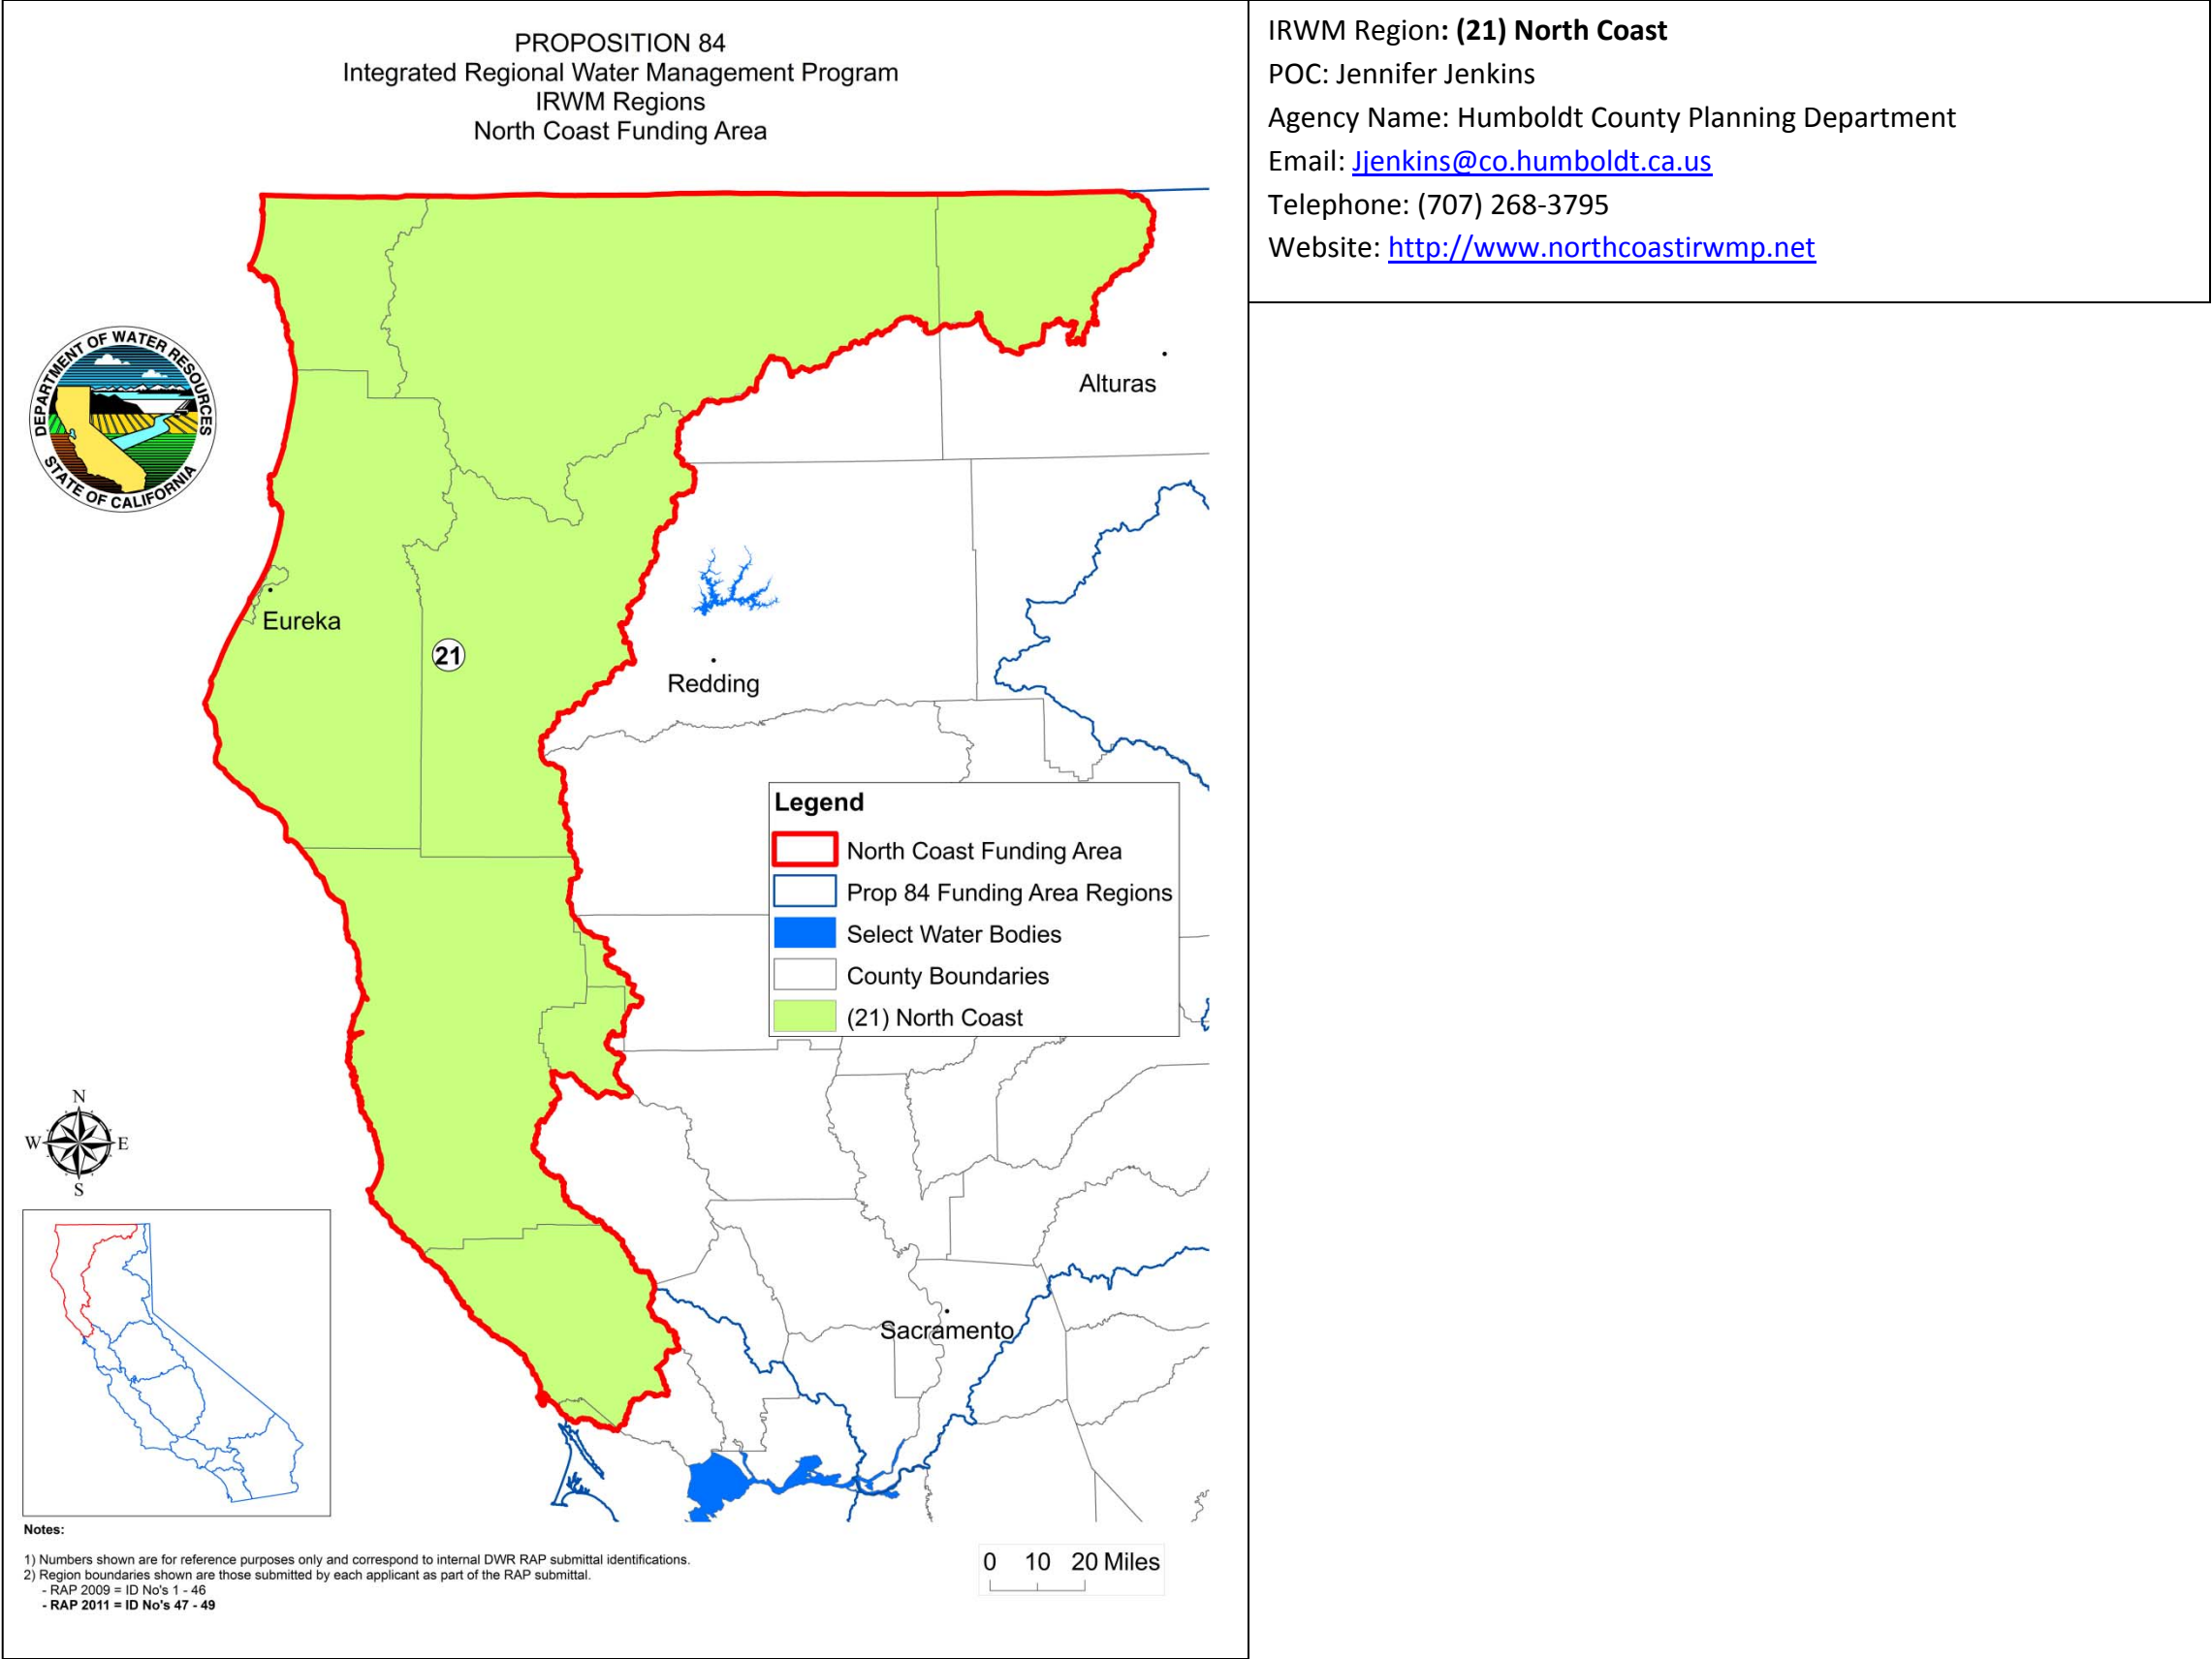 PROPOSITION 84
Integrated Regional Water Management Program
IRWM Regions
North Coast Funding Area
DEPARTMENT OF WATER RESOURCES
STATE OF CALIFORNIA
Alturas
Eureka
21
Redding
Legend
North Coast Funding Area
Prop 84 Funding Area Regions
Select Water Bodies
County Boundaries
(21) North Coast
N
W E
S
Sacramento
Notes:
1) Numbers shown are for reference purposes only and correspond to internal DWR RAP submittal identifications.
2) Region boundaries shown are those submitted by each applicant as part of the RAP submittal.
- RAP 2009 = ID No's 1 - 46
- RAP 2011 = ID No's 47 - 49
0 10 20 Miles
IRWM Region: (21) North Coast
POC: Jennifer Jenkins
Agency Name: Humboldt County Planning Department
Email: Jjenkins@co.humboldt.ca.us
Telephone: (707) 268-3795
Website: http://www.northcoastirwmp.net